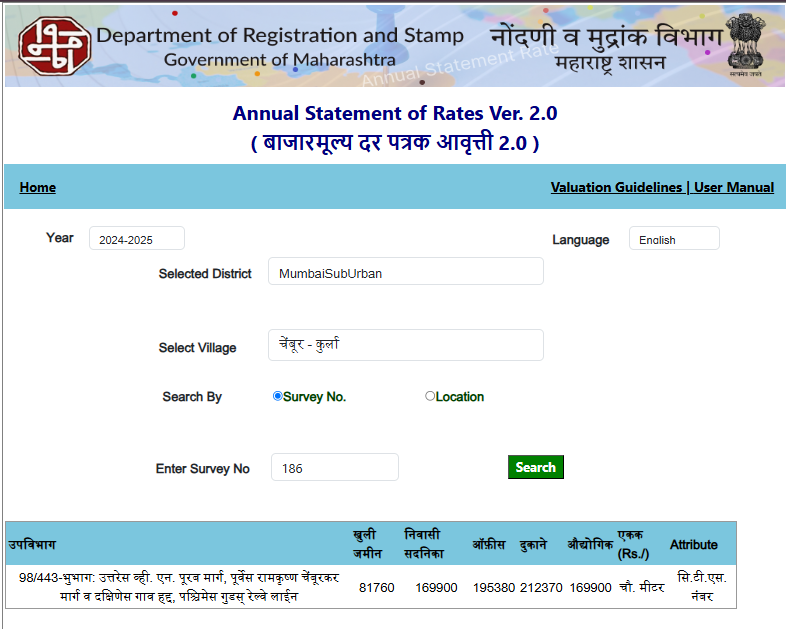 Department of Registration and Stamp
Government of Maharashtra
नोंदणी व मुद्रांक विभाग
महाराष्ट्र शासन
सत्यमेव जयते
Annual Statement Rate
Annual Statement of Rates Ver. 2.0
( बाजारमूल्य दर पत्रक आवृत्ती 2.0 )
Home Valuation Guidelines | User Manual
Year 2024-2025 Language English
Selected District MumbaiSubUrban
Select Village चेंबूर - कुर्ला
Search By Survey No. Location
Enter Survey No 186 Search
उपविभाग खुली जमीन निवासी सदनिका ऑफ़ीस दुकाने औद्योगिक एकक (Rs./) Attribute
98/443-भुभाग: उत्तरेस व्ही. एन. पूरव मार्ग, पूर्वेस रामकृष्ण चेंबूरकर
मार्ग व दक्षिणेस गाव हद्द, पश्चिमेस गुडस् रेल्वे लाईन
81760 169900 195380 212370 169900 चौ. मीटर सि.टी.एस. नंबर